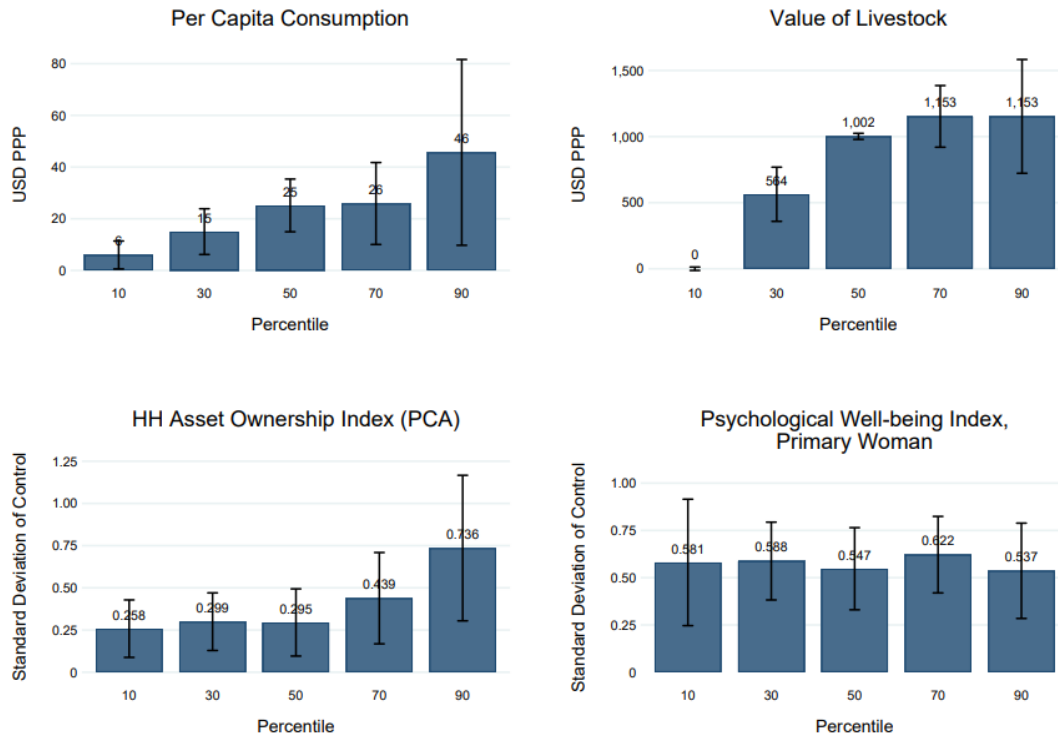 Per Capita Consumption
USD PPP
80
60
40
20
0
6
15
25
26
46
10 30 50 70 90
Percentile
Value of Livestock
USD PPP
1,500
1,000
500
0
0
564
1,002
1,153
1,153
10 30 50 70 90
Percentile
HH Asset Ownership Index (PCA)
Standard Deviation of Control
1.25
1.00
0.75
0.50
0.25
0
0.258
0.299
0.295
0.439
0.736
10 30 50 70 90
Percentile
Psychological Well-being Index,
Primary Woman
Standard Deviation of Control
1.00
0.75
0.50
0.25
0
0.581
0.588
0.547
0.622
0.537
10 30 50 70 90
Percentile